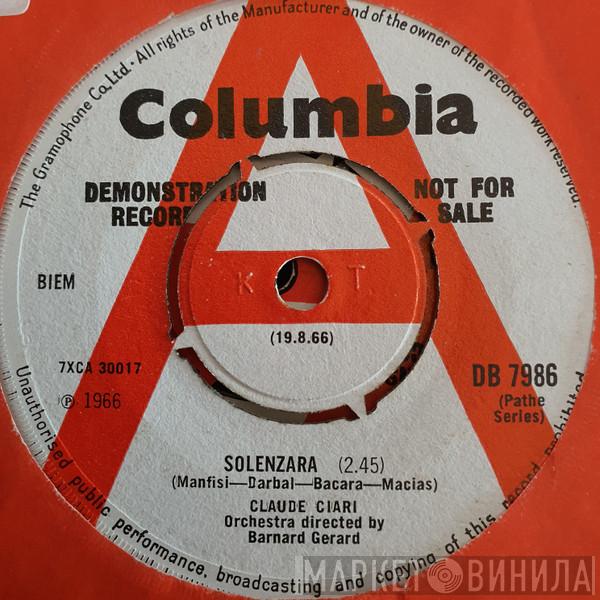 The Gramophone Co. Ltd. · All rights of the Manufacturer and of the owner of the recorded work reserved.
Columbia
DEMONSTRATION
NOT FOR
SALE
BIEM
K T.
(19.8.66)
7XCA 30017
DB 7986
(Pathe
Series)
℗ 1966
SOLENZARA (2.45)
(Manfisi—Darbal—Bacara—Macias)
CLAUDE CIARI
Orchestra directed by
Barnard Gerard
Unauthorised public performance, broadcasting and copying of this record prohibited.
МАРКЕТ ВИНИЛА